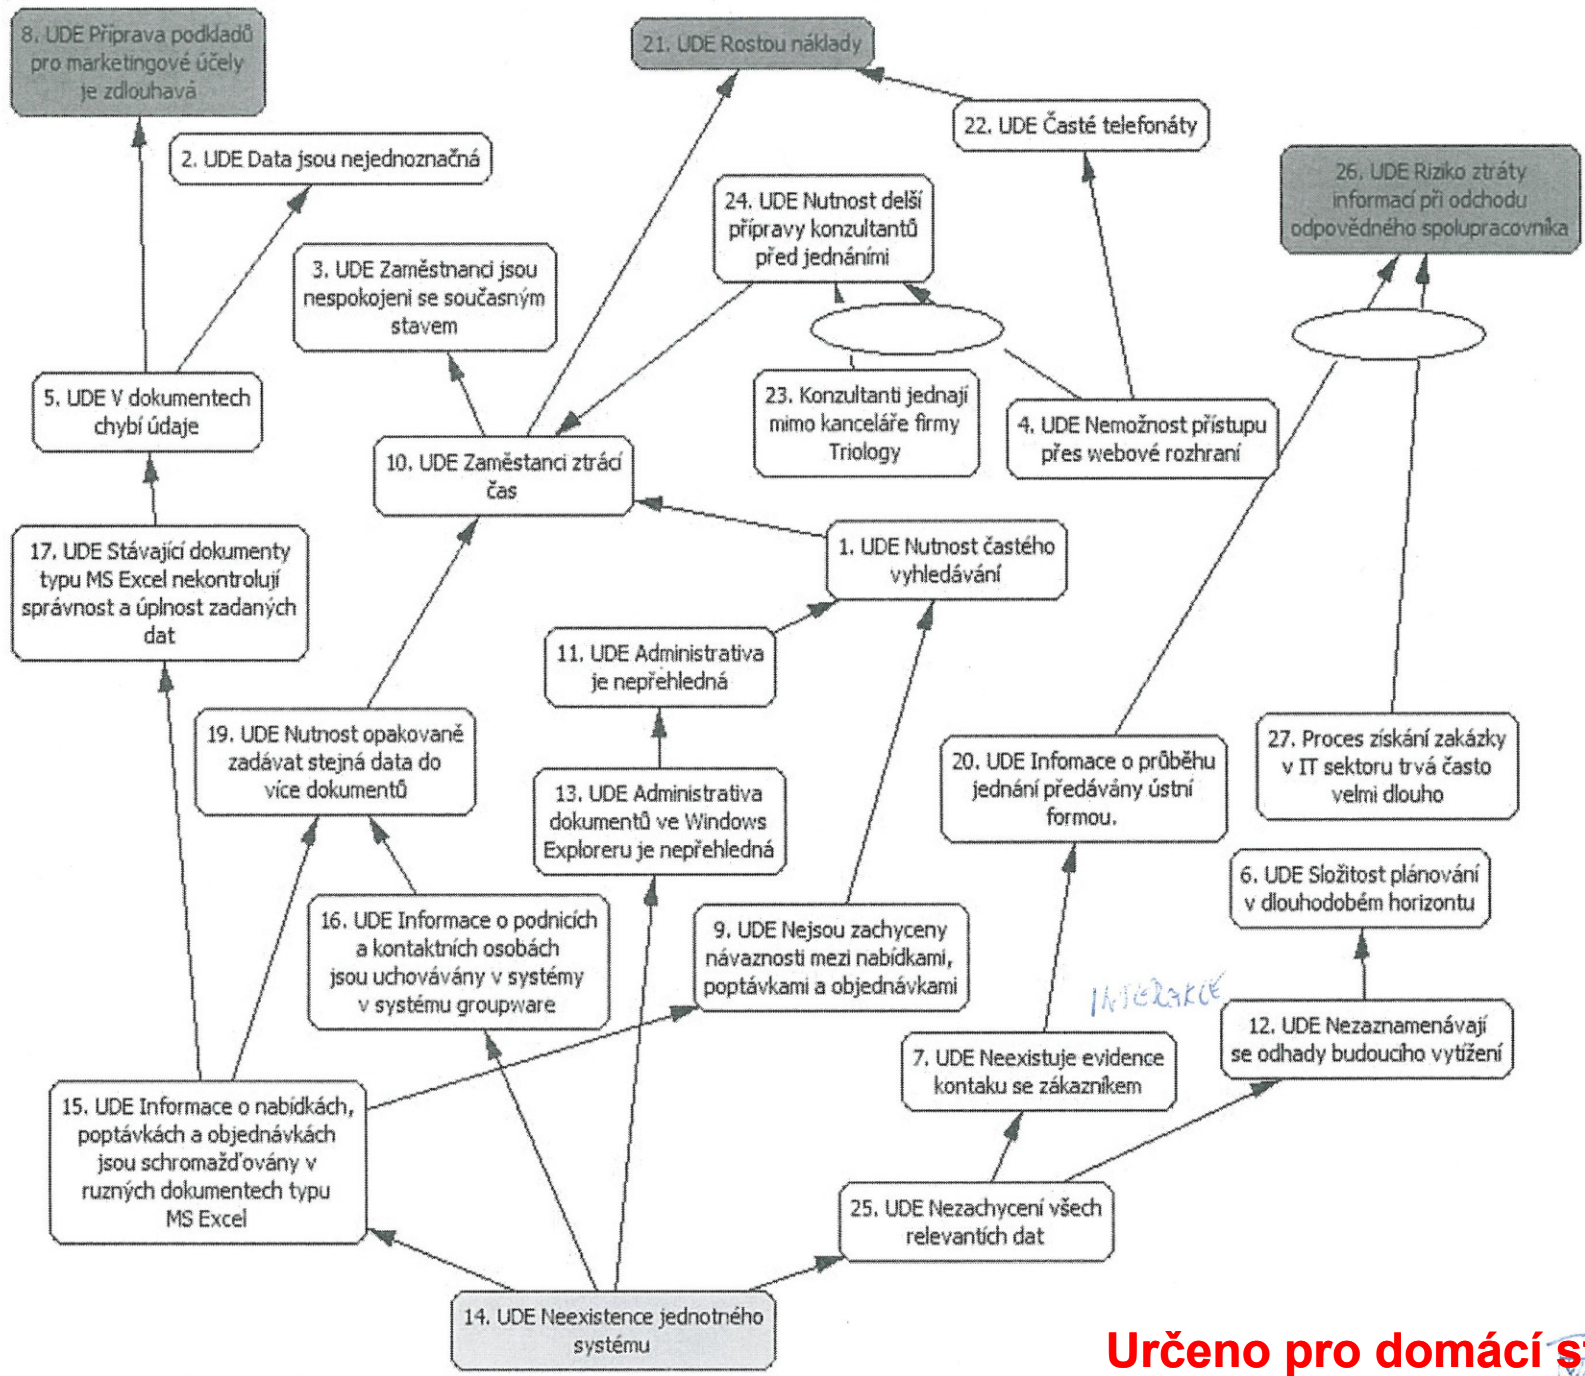 8. UDE Příprava podkladů
pro marketingové účely
je zdlouhavá
21. UDE Rostou náklady
22. UDE Časté telefonáty
2. UDE Data jsou nejednoznačná
26. UDE Riziko ztráty
informací při odchodu
odpovědného spolupracovníka
24. UDE Nutnost delší
přípravy konzultantů
před jednáními
3. UDE Zaměstnanci jsou
nespokojeni se současným
stavem
5. UDE V dokumentech
chybí údaje
23. Konzultanti jednají
mimo kanceláře firmy
Triology
4. UDE Nemožnost přístupu
přes webové rozhraní
10. UDE Zaměstanci ztrácí
čas
17. UDE Stávající dokumenty
typu MS Excel nekontrolují
správnost a úplnost zadaných
dat
1. UDE Nutnost častého
vyhledávání
11. UDE Administrativa
je nepřehledná
19. UDE Nutnost opakovaně
zadávat stejná data do
více dokumentů
20. UDE Infomace o průběhu
jednání předávány ústní
formou.
27. Proces získání zakázky
v IT sektoru trvá často
velmi dlouho
13. UDE Administrativa
dokumentů ve Windows
Exploreru je nepřehledná
6. UDE Složitost plánování
v dlouhodobém horizontu
16. UDE Informace o podnicích
a kontaktních osobách
jsou uchovávány v systémy
v systému groupware
9. UDE Nejsou zachyceny
návaznosti mezi nabídkami,
poptávkami a objednávkami
INTERAKCE
12. UDE Nezaznamenávají
se odhady budoucího vytížení
7. UDE Neexistuje evidence
kontaku se zákazníkem
15. UDE Informace o nabídkách,
poptávkách a objednávkách
jsou schromažďovány v
ruzných dokumentech typu
MS Excel
25. UDE Nezachycení všech
relevantích dat
14. UDE Neexistence jednotného
systému
Určeno pro domácí